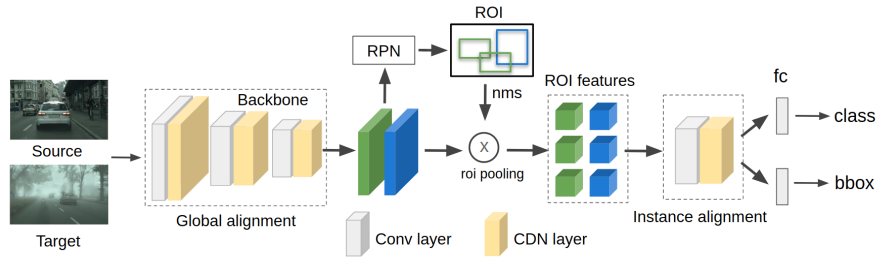 ROI
RPN
nms
ROI features
fc
Backbone
Source
class
X
roi pooling
bbox
Target
Global alignment
Instance alignment
Conv layer
CDN layer